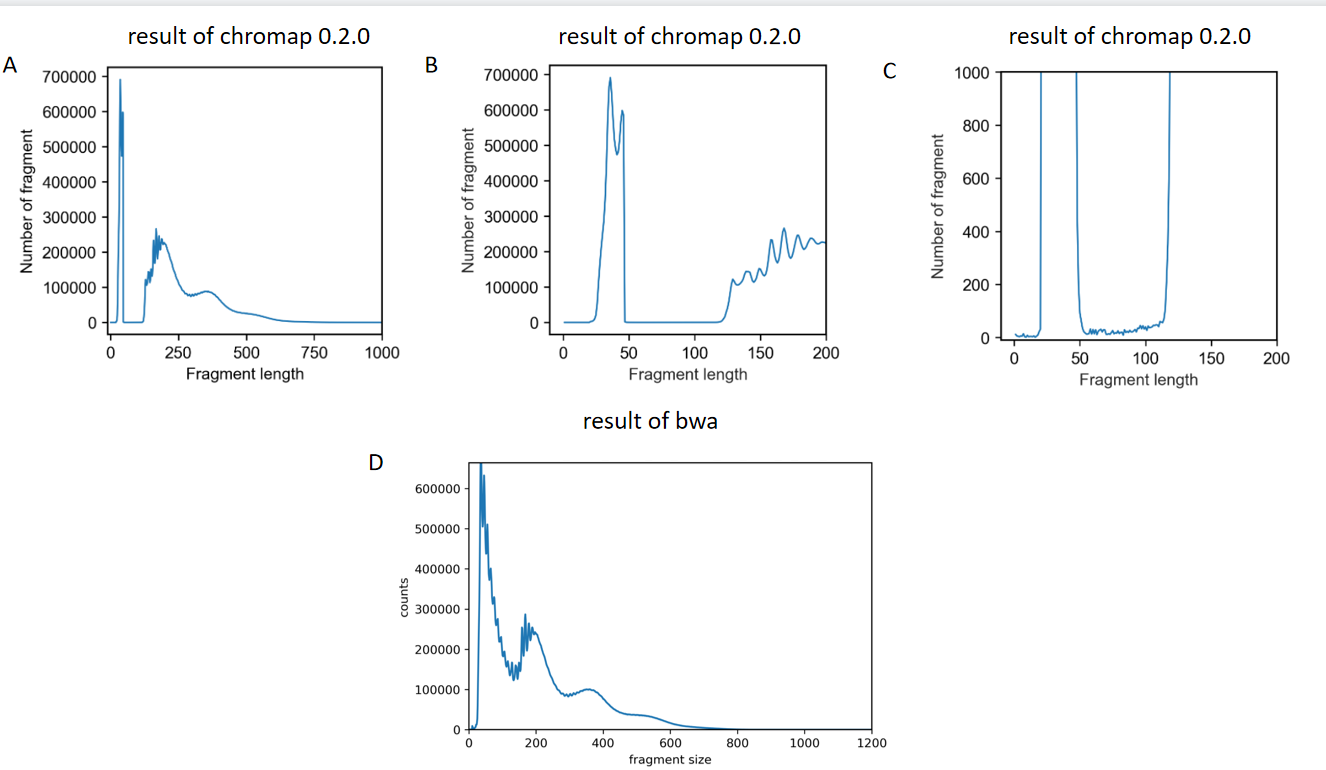 result of chromap 0.2.0
result of chromap 0.2.0
result of chromap 0.2.0
A
700000
600000
500000
400000
300000
200000
100000
0
Number of fragment
0 250 500 750 1000
Fragment length
B
700000
600000
500000
400000
300000
200000
100000
0
Number of fragment
0 50 100 150 200
Fragment length
C
1000
800
600
400
200
0
Number of fragment
0 50 100 150 200
Fragment length
result of bwa
D
600000
500000
400000
300000
200000
100000
0
counts
0 200 400 600 800 1000 1200
fragment size